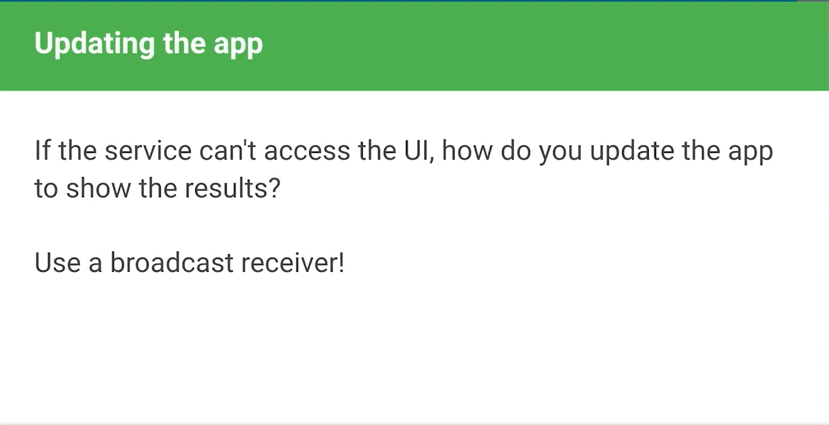 Updating the app
If the service can't access the UI, how do you update the app
to show the results?
Use a broadcast receiver!